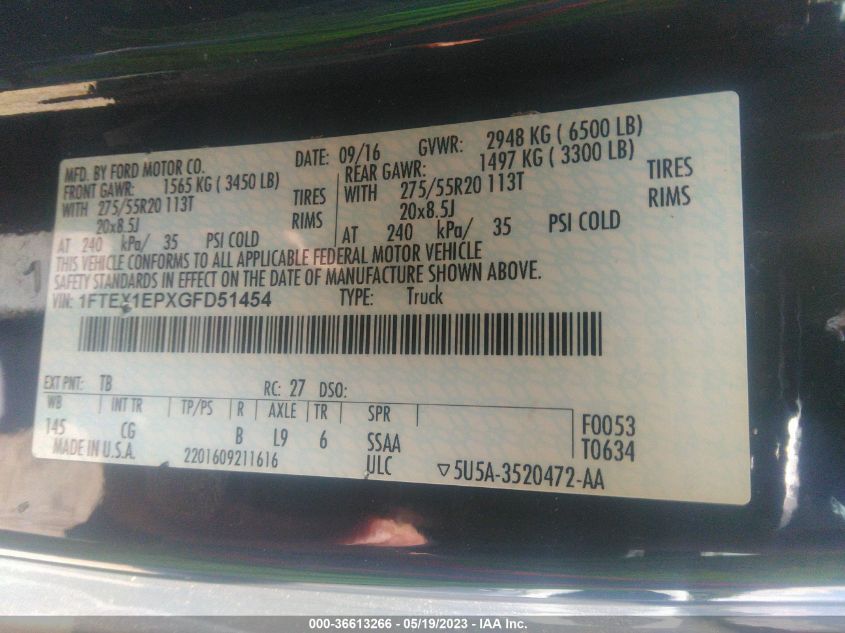 MFD. BY FORD MOTOR CO.
DATE: 09/16 GVWR: 2948 KG ( 6500 LB)
FRONT GAWR: 1565 KG ( 3450 LB)
REAR GAWR: 1497 KG ( 3300 LB)
WITH 275/55R20 113T TIRES
WITH 275/55R20 113T TIRES
20x8.5J RIMS
20x8.5J RIMS
AT 240 kPa/ 35 PSI COLD
AT 240 kPa/ 35 PSI COLD
THIS VEHICLE CONFORMS TO ALL APPLICABLE FEDERAL MOTOR VEHICLE
SAFETY STANDARDS IN EFFECT ON THE DATE OF MANUFACTURE SHOWN ABOVE.
VIN: 1FTEX1EPXGFD51454 TYPE: Truck
EXT PNT: TB RC: 27 DSO:
WB INT TR TP/PS R AXLE TR SPR
145 CG B L9 6 SSAA
F0053
T0634
MADE IN U.S.A. 2201609211616 ULC ▽5U5A-3520472-AA
000-36613266 - 05/19/2023 - IAA Inc.